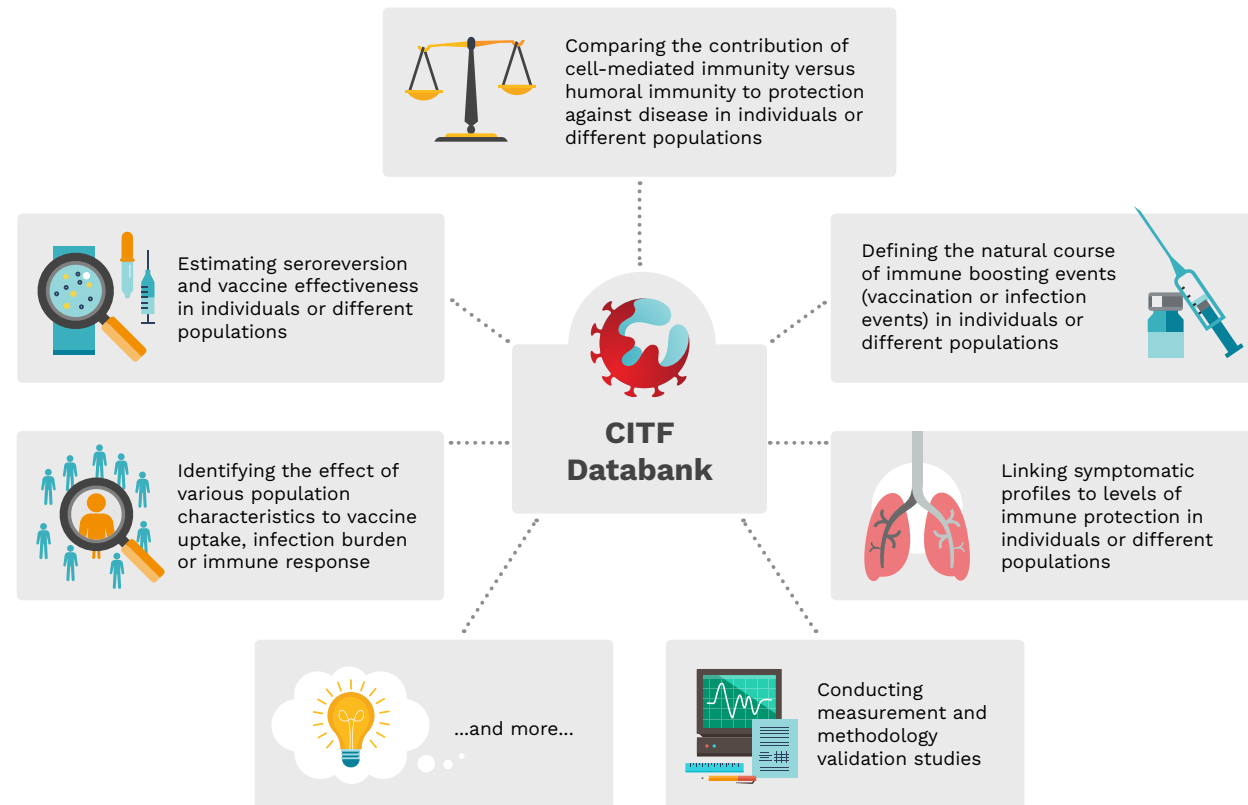 Comparing the contribution of
cell-mediated immunity versus
humoral immunity to protection
against disease in individuals or
different populations
Estimating seroreversion
and vaccine effectiveness
in individuals or different
populations
Defining the natural course
of immune boosting events
(vaccination or infection
events) in individuals or
different populations
CITF
Databank
Identifying the effect of
various population
characteristics to vaccine
uptake, infection burden
or immune response
Linking symptomatic
profiles to levels of
immune protection in
individuals or different
populations
...and more...
Conducting
measurement and
methodology
validation studies